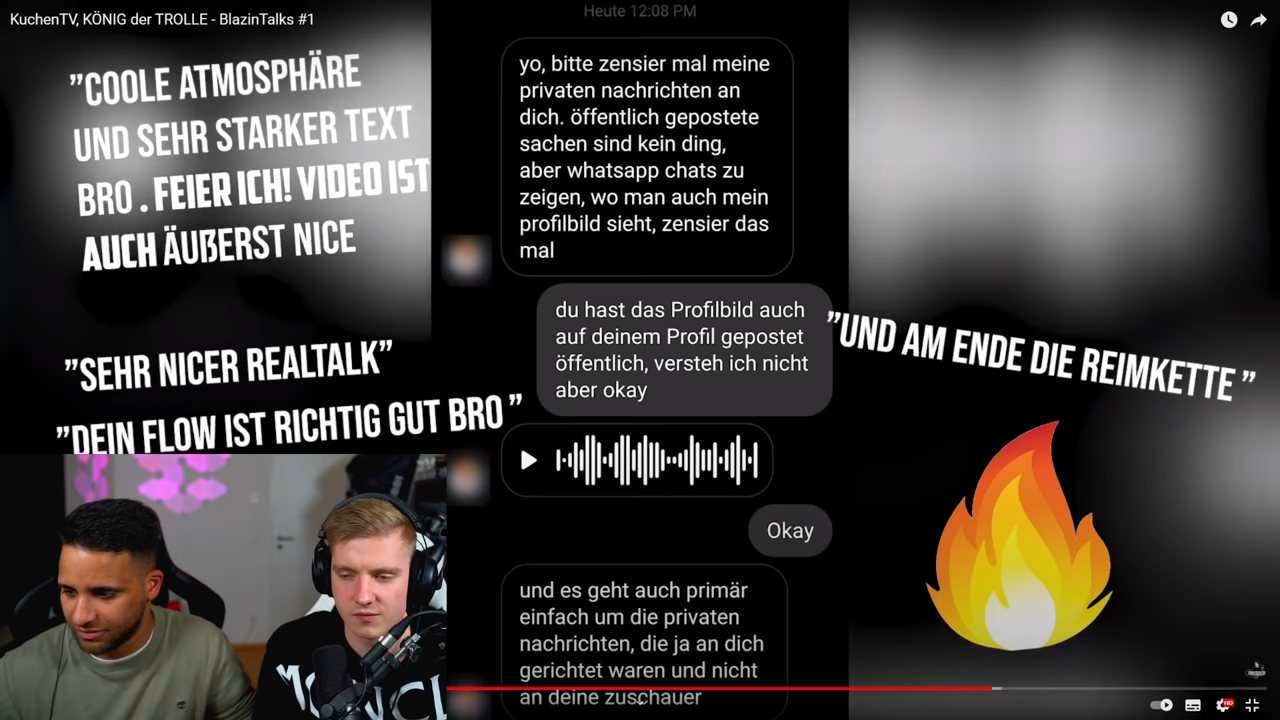 KuchenTV, KÖNIG der TROLLE - BlazinTalks #1
Heute 12:08 PM
"COOLE ATMOSPHÄRE
UND SEHR STARKER TEXT
BRO . FEIER ICH! VIDEO IST
AUCH ÄUßERST NICE
"SEHR NICER REALTALK"
"DEIN FLOW IST RICHTIG GUT BRO "
yo, bitte zensier mal meine
privaten nachrichten an
dich. öffentlich gepostete
sachen sind kein ding,
aber whatsapp chats zu
zeigen, wo man auch mein
profilbild sieht, zensier das
mal
du hast das Profilbild auch
auf deinem Profil gepostet
öffentlich, versteh ich nicht
aber okay
Okay
und es geht auch primär
einfach um die privaten
nachrichten, die ja an dich
gerichtet waren und nicht
an deine zuschauer
"UND AM ENDE DIE REIMKETTE "
HD